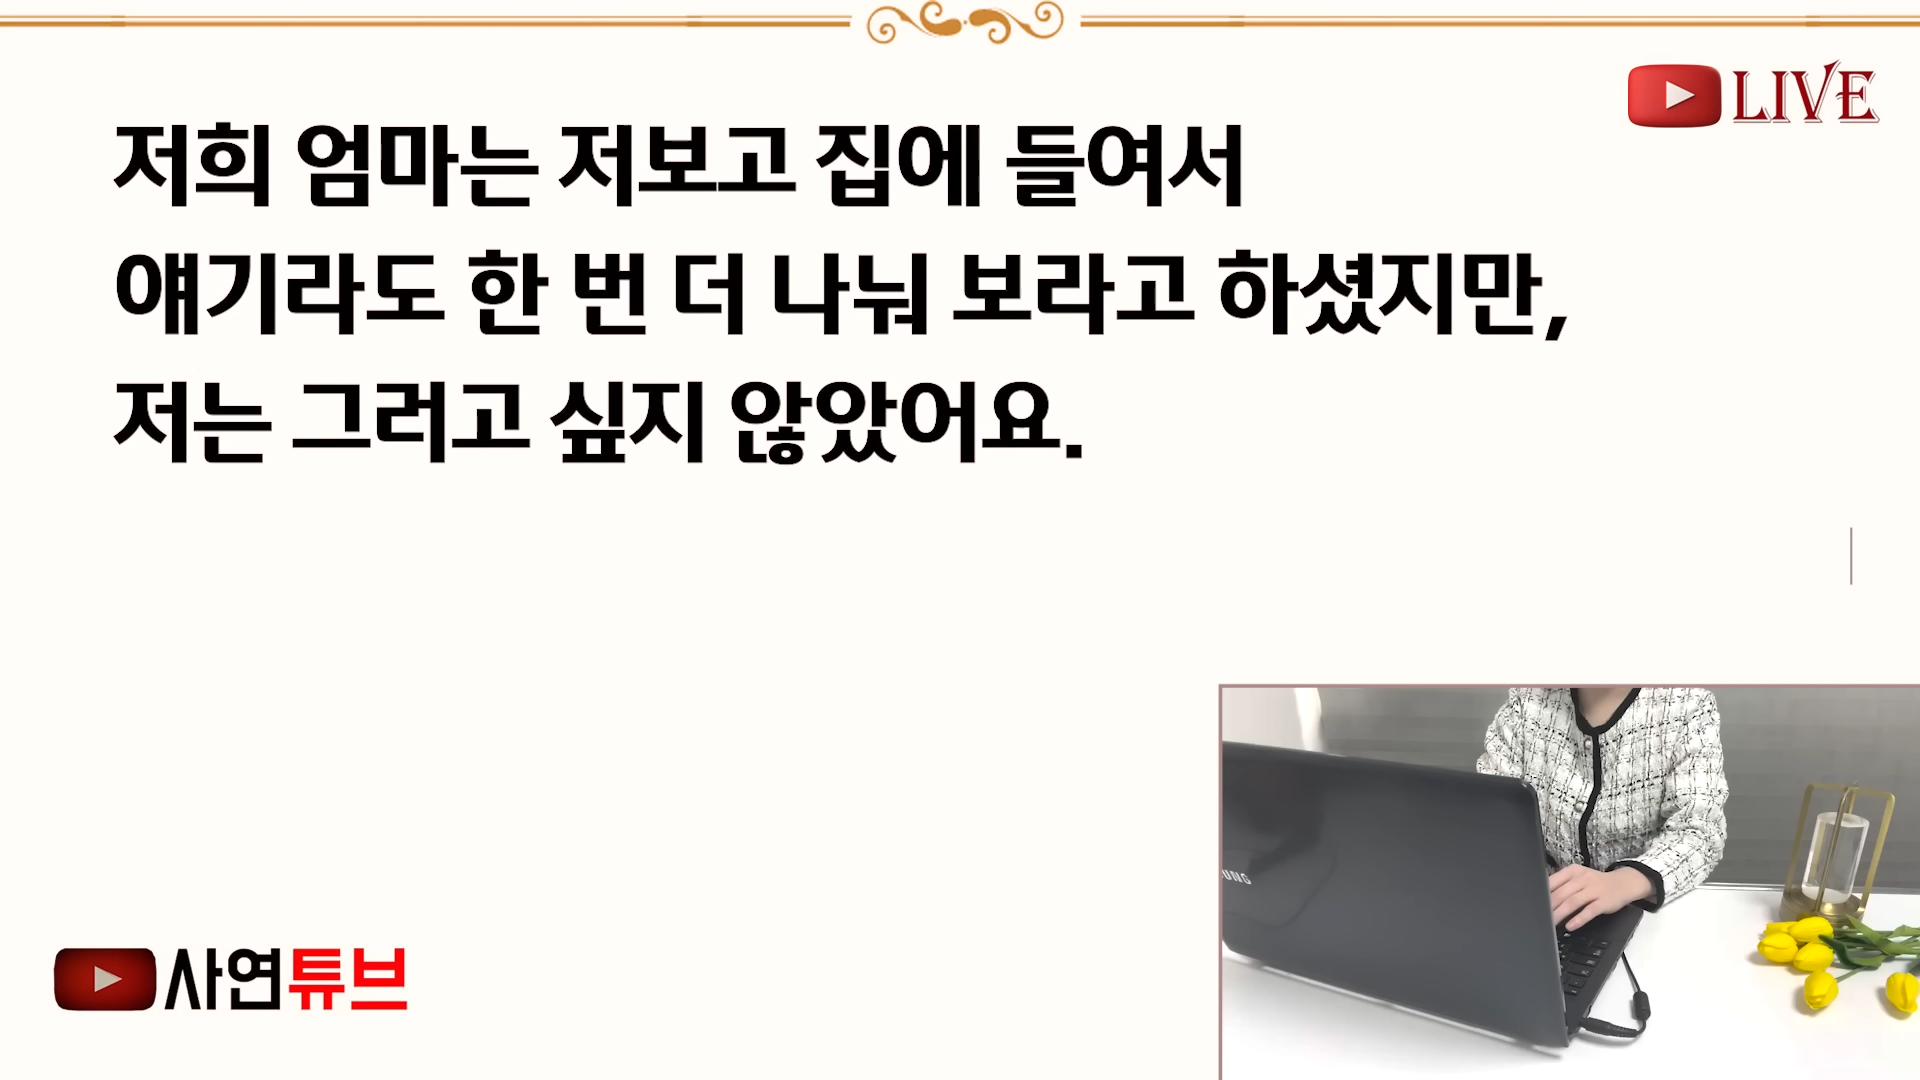 LIVE
저희 엄마는 저보고 집에 들여서
얘기라도 한 번 더 나눠 보라고 하셨지만,
저는 그러고 싶지 않았어요.
UNG
사연튜브